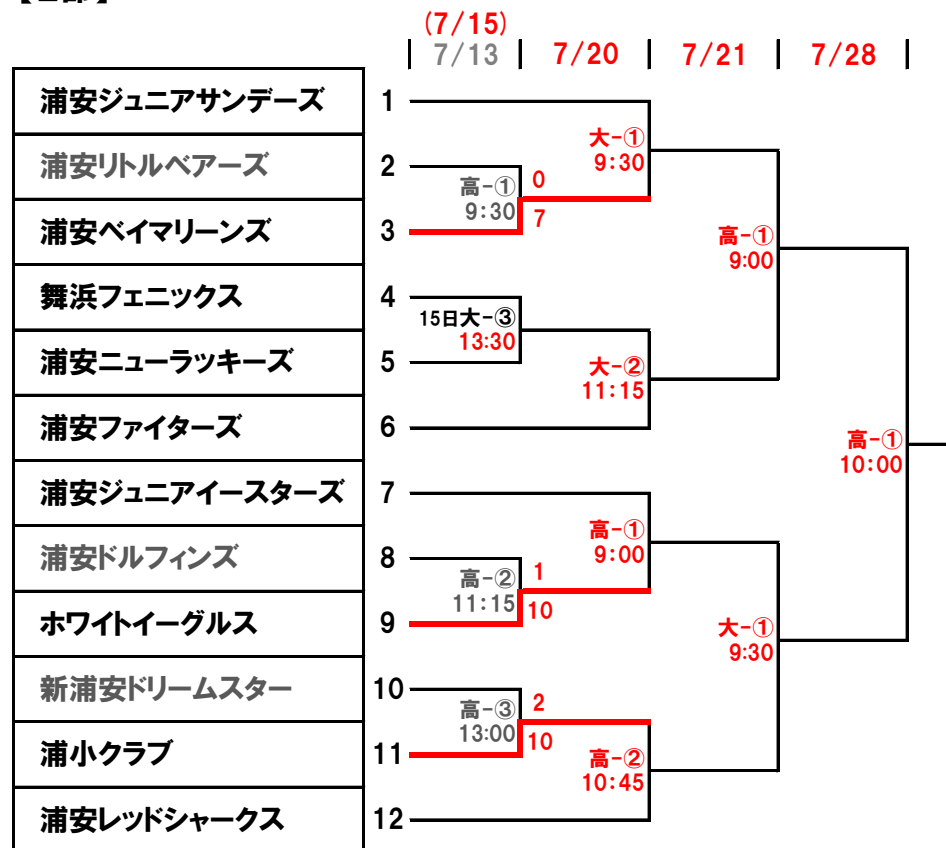 (7/15)
7/13 7/20 7/21 7/28
浦安ジュニアサンデーズ 1
大-① 9:30
浦安リトルベアーズ 2
高-① 9:30
0
7
浦安ベイマリーンズ 3
高-① 9:00
舞浜フェニックス 4
15日大-③ 13:30
浦安ニューラッキーズ 5
大-② 11:15
浦安ファイターズ 6
高-① 10:00
浦安ジュニアイースターズ 7
高-① 9:00
浦安ドルフィンズ 8
高-② 11:15
1
10
ホワイトイーグルス 9
大-① 9:30
新浦安ドリームスター 10
高-③ 13:00
2
10
浦小クラブ 11
高-② 10:45
浦安レッドシャークス 12